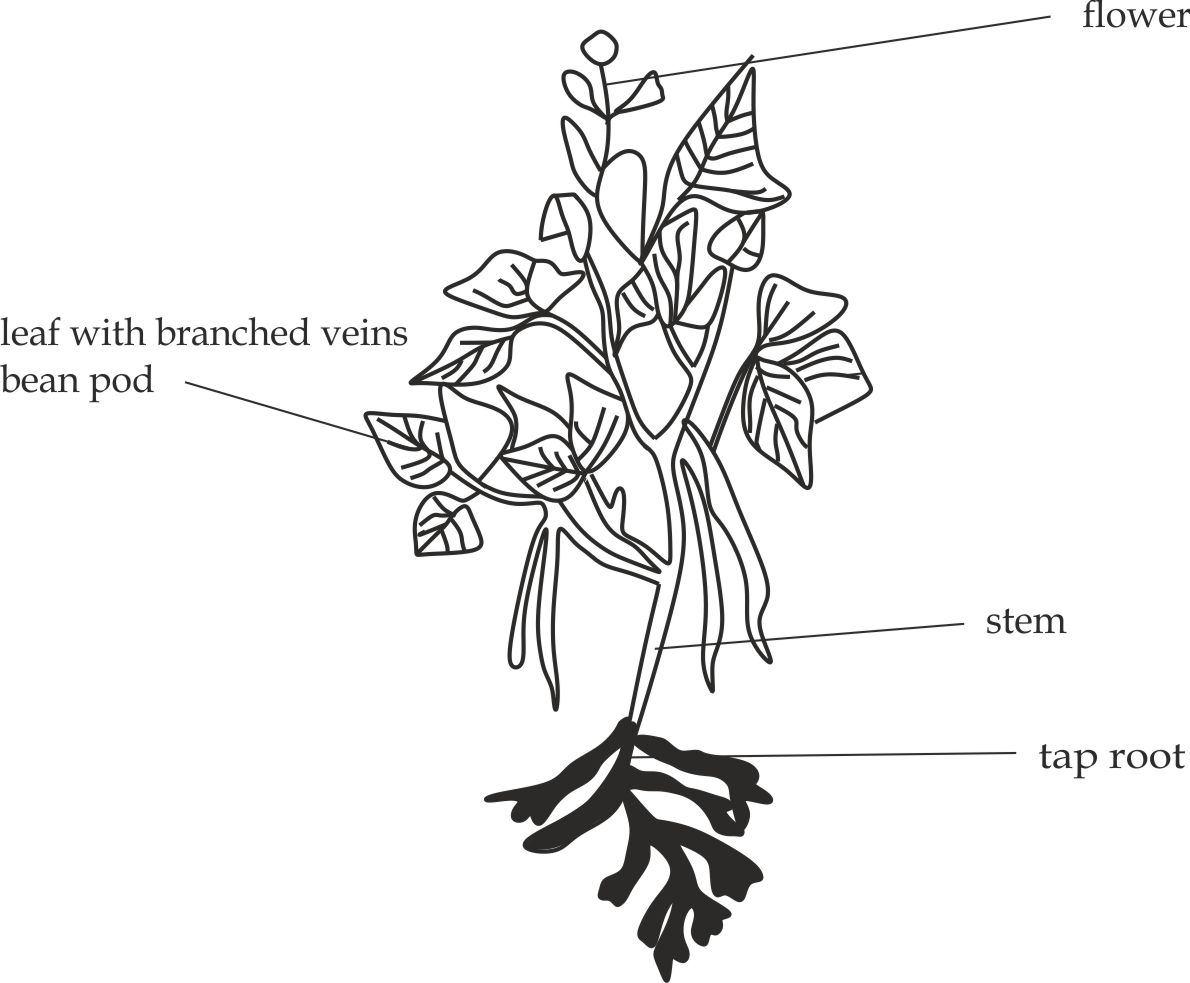 flower
leaf with branched veins
bean pod
stem
tap root